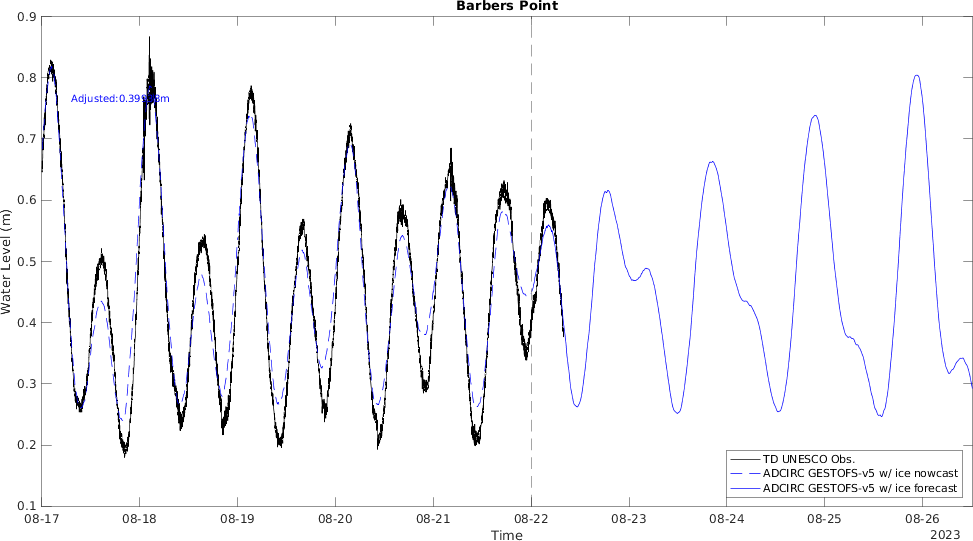 Barbers Point
0.9
0.8
0.7
0.6
0.5
0.4
0.3
0.2
0.1
Water Level (m)
08-17 08-18 08-19 08-20 08-21 08-22 08-23 08-24 08-25 08-26
Time
2023
TD UNESCO Obs.
ADCIRC GESTOFS-v5 w/ ice nowcast
ADCIRC GESTOFS-v5 w/ ice forecast